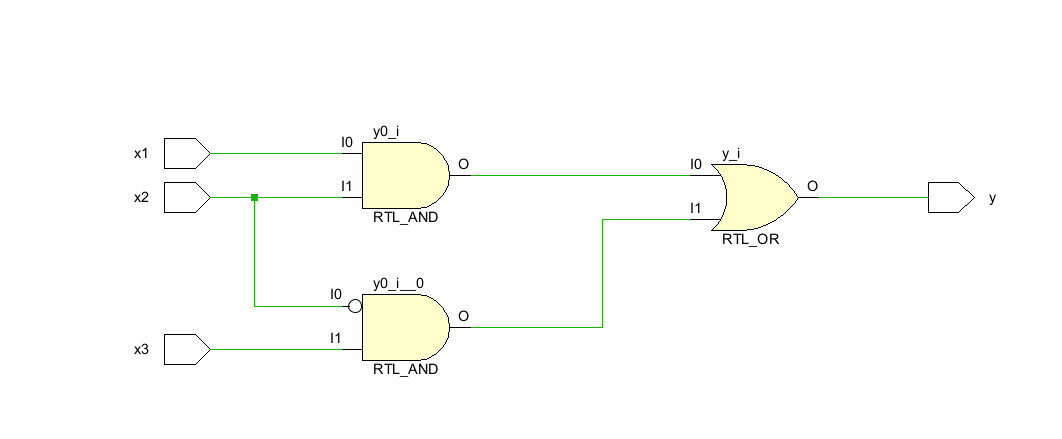 y0_i
x1
I0
O
x2
I1
RTL_AND
y_i
I0
O
I1
y
RTL_OR
y0_i__0
I0
O
x3
I1
RTL_AND